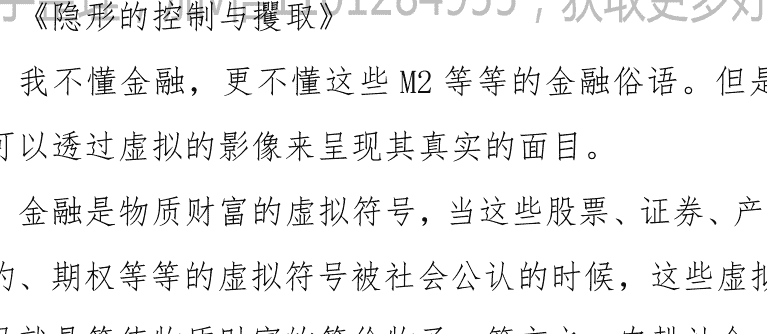 《隐形的控制与攫取》
我不懂金融，更不懂这些 M2 等等的金融俗语。但是
可以透过虚拟的影像来呈现其真实的面目。
金融是物质财富的虚拟符号，当这些股票、证券、产
约、期权等等的虚拟符号被社会公认的时候，这些虚拟